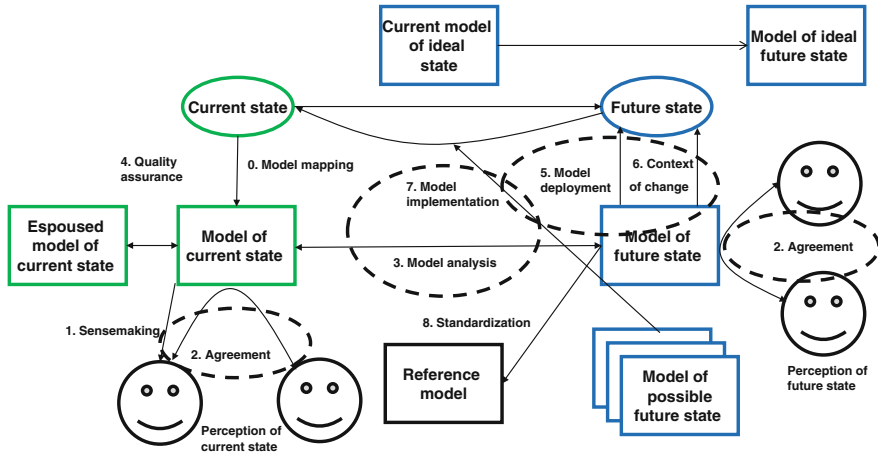 Current model
of ideal
state
Model of ideal
future state
Current state
Future state
4. Quality
assurance
0. Model mapping
7. Model
implementation
5. Model
deployment
6. Context
of change
Espoused
model of
current state
Model of
current state
3. Model analysis
Model of
future state
2. Agreement
1. Sensemaking
2. Agreement
8. Standardization
Reference
model
Model of
possible
future state
Perception of
future state
Perception of
current state